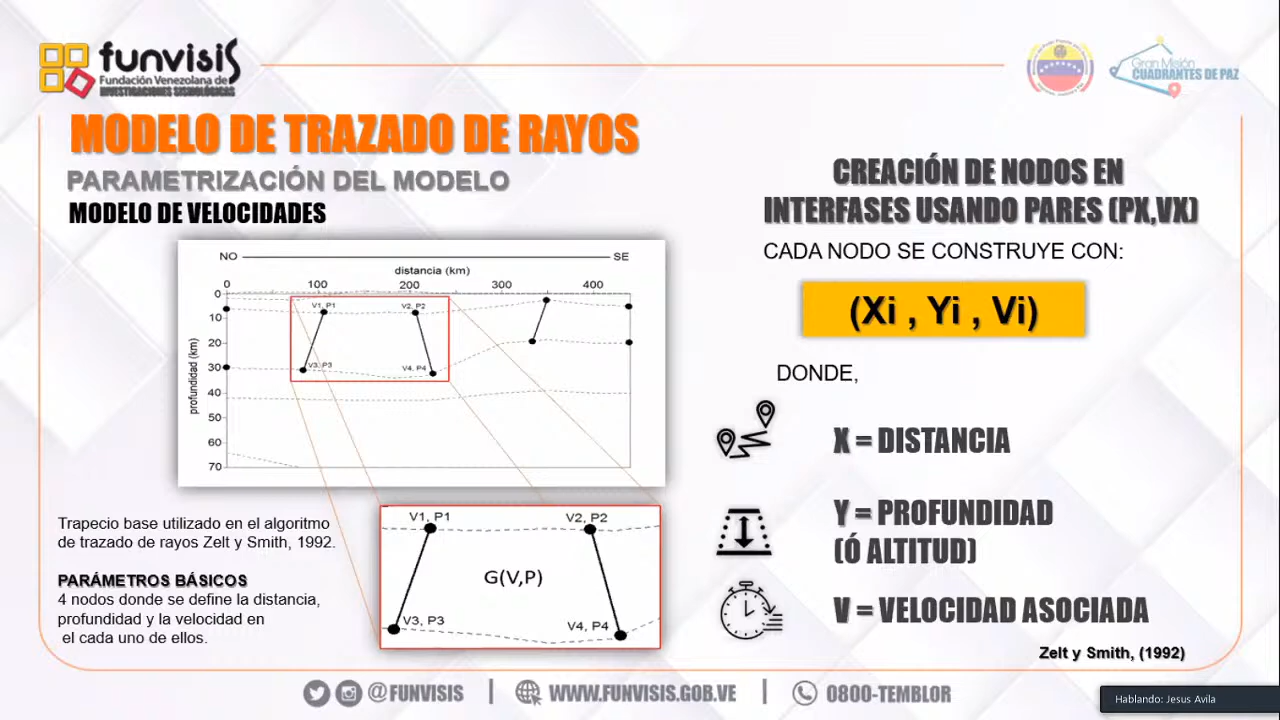 funvisis
Fundación Venezolana de
INVESTIGACIONES SISMOLÓGICAS
Gran Misión
CUADRANTES DE PAZ
MODELO DE TRAZADO DE RAYOS
PARAMETRIZACIÓN DEL MODELO
MODELO DE VELOCIDADES
NO
SE
distancia (km)
0 100 200 300 400
profundidad (km)
0
10
20
30
40
50
60
70
V1, P1
V2, P2
V3, P3
V4, P4
V1, P1
V2, P2
G(V,P)
V3, P3
V4, P4
Trapecio base utilizado en el algoritmo
de trazado de rayos Zelt y Smith, 1992.
PARÁMETROS BÁSICOS
4 nodos donde se define la distancia,
profundidad y la velocidad en
el cada uno de ellos.
CREACIÓN DE NODOS EN
INTERFASES USANDO PARES (PX,VX)
CADA NODO SE CONSTRUYE CON:
(Xi , Yi , Vi)
DONDE,
X = DISTANCIA
Y = PROFUNDIDAD
(Ó ALTITUD)
V = VELOCIDAD ASOCIADA
Zelt y Smith, (1992)
@FUNVISIS | WWW.FUNVISIS.GOB.VE | 0800-TEMBLOR
Hablando: Jesus Avila